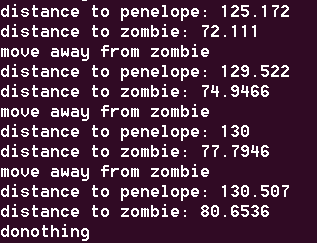 distance to penelope: 125.172
distance to zombie: 72.111
move away from zombie
distance to penelope: 129.522
distance to zombie: 74.9466
move away from zombie
distance to penelope: 130
distance to zombie: 77.7946
move away from zombie
distance to penelope: 130.507
distance to zombie: 80.6536
donothing